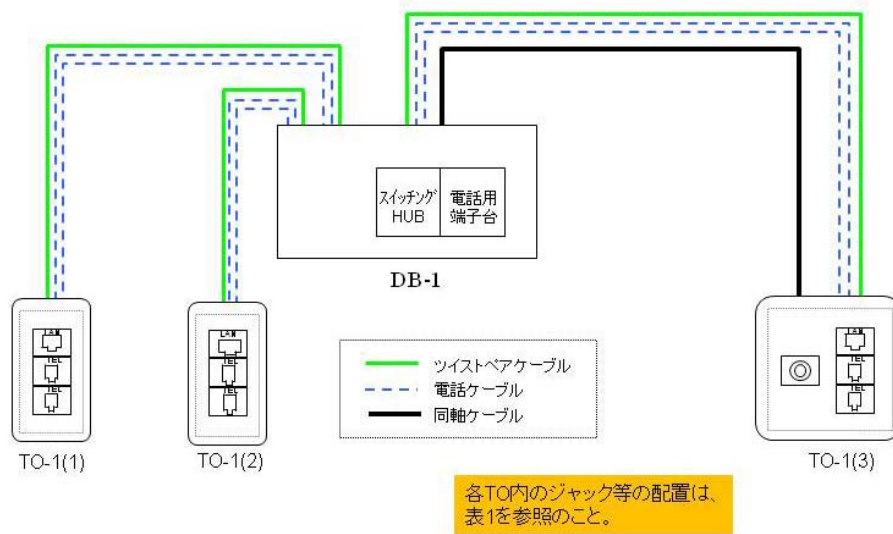 スイッチング
HUB
電話用
端子台
DB-1
LAN
TEL
TEL
TO-1(1)
LAN
TEL
TEL
TO-1(2)
ツイストペアケーブル
電話ケーブル
同軸ケーブル
LAN
TEL
TEL
TO-1(3)
各TO内のジャック等の配置は、
表1を参照のこと。